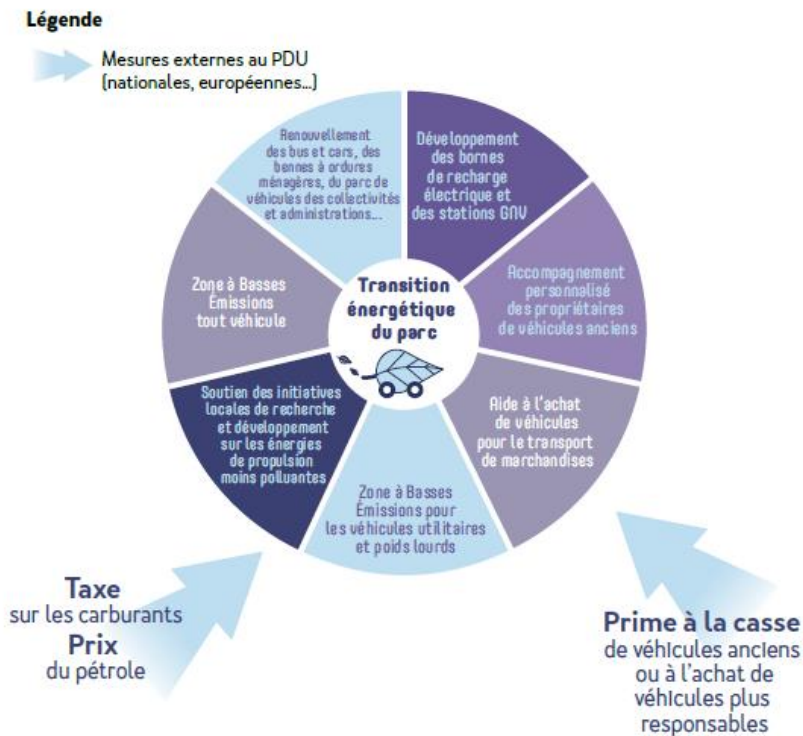 Légende
Mesures externes au PDU
(nationales, européennes...)
Renouvellement
des bus et cars, des
bennes à ordures
ménagères, du parc de
véhicules des collectivités
et administrations...
Développement
des bornes
de recharge
électrique et
des stations GNV
Zone à Basses
Émissions
tout véhicule
Transition
énergétique
du parc
Accompagnement
personnalisé
des propriétaires
de véhicules anciens
Soutien des initiatives
locales de recherche
et développement
sur les énergies
de propulsion
moins polluantes
Aide à l'achat
de véhicules
pour le transport
de marchandises
Zone à Basses
Émissions pour
les véhicules utilitaires
et poids lourds
Taxe
sur les carburants
Prix
du pétrole
Prime à la casse
de véhicules anciens
ou à l'achat de
véhicules plus
responsables